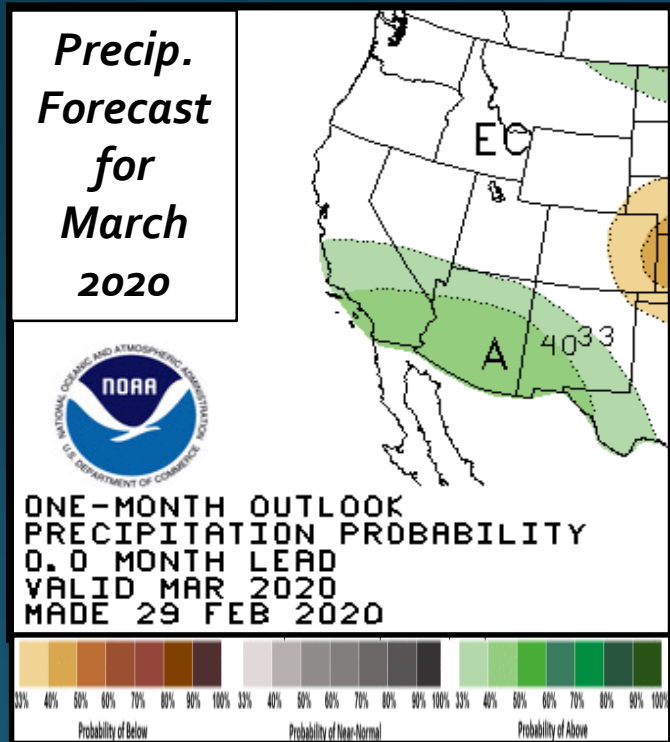 Precip.
Forecast
for
March
2020
EC
A
40
33
NOAA
NATIONAL OCEANIC AND ATMOSPHERIC ADMINISTRATION
U.S. DEPARTMENT OF COMMERCE
ONE-MONTH OUTLOOK
PRECIPITATION PROBABILITY
0.0 MONTH LEAD
VALID MAR 2020
MADE 29 FEB 2020
33% 40% 50% 60% 70% 80% 90% 100%
Probability of Below
33% 40% 50% 60% 70% 80% 90% 100%
Probability of Near-Normal
33% 40% 50% 60% 70% 80% 90% 100%
Probability of Above